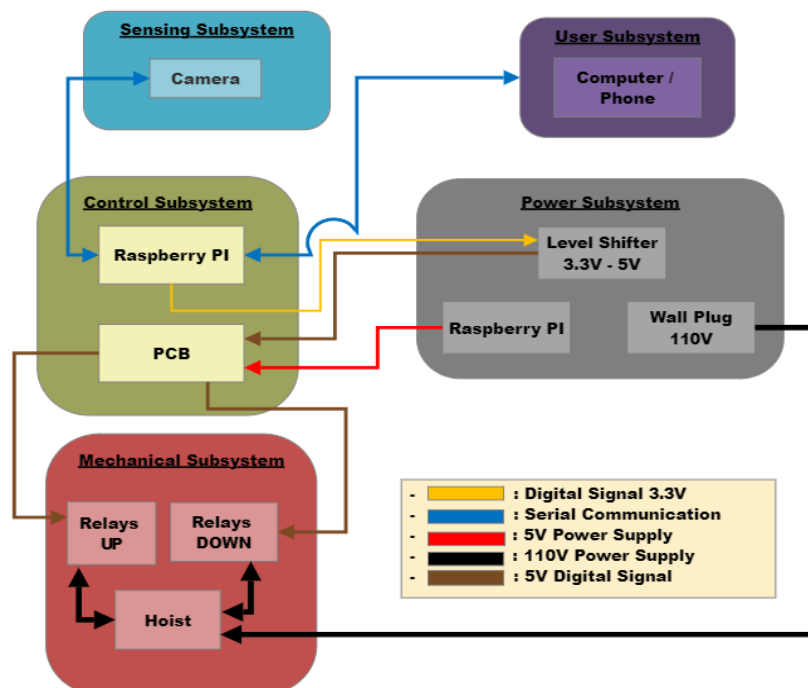 Sensing Subsystem
Camera
User Subsystem
Computer /
Phone
Control Subsystem
Raspberry PI
PCB
Power Subsystem
Level Shifter
3.3V - 5V
Raspberry PI
Wall Plug
110V
Mechanical Subsystem
Relays
UP
Relays
DOWN
Hoist
- : Digital Signal 3.3V
- : Serial Communication
- : 5V Power Supply
- : 110V Power Supply
- : 5V Digital Signal